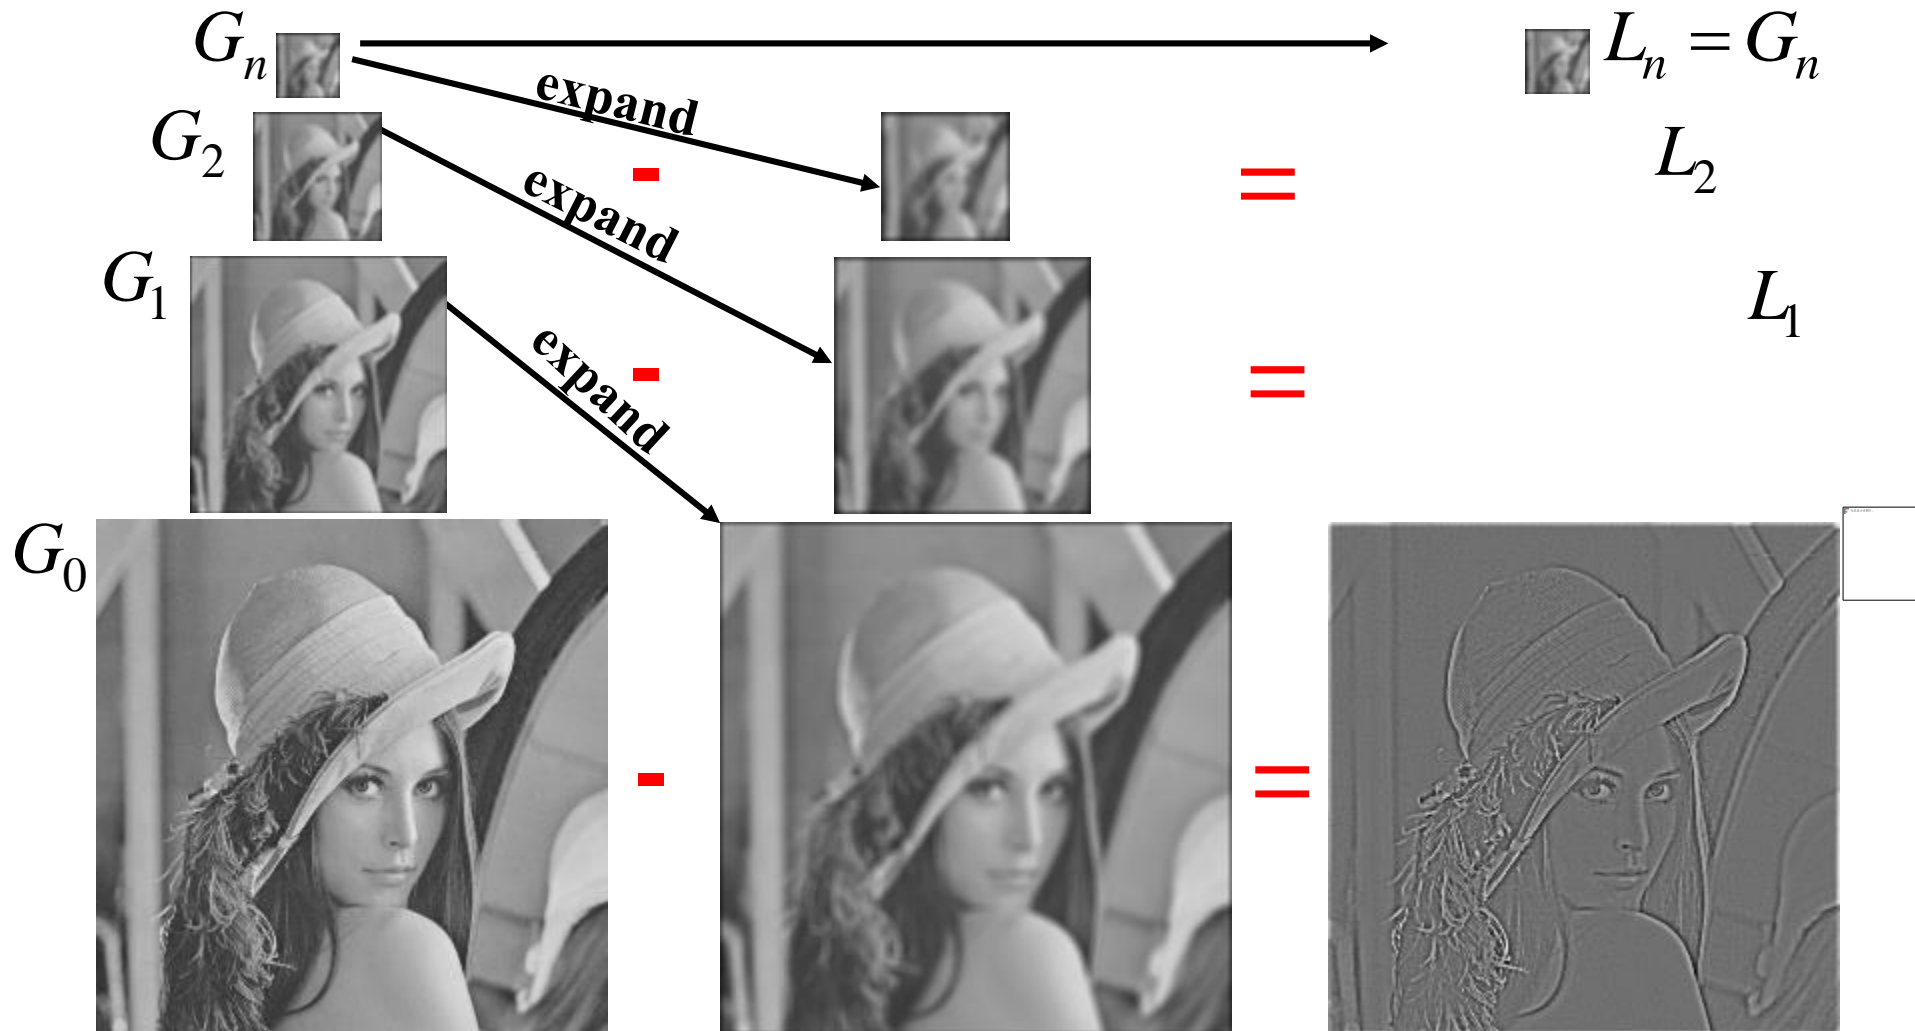 Gₙ Lₙ = Gₙ
expand
G₂ - = L₂
expand
G₁ - = L₁
expand
G₀ - =